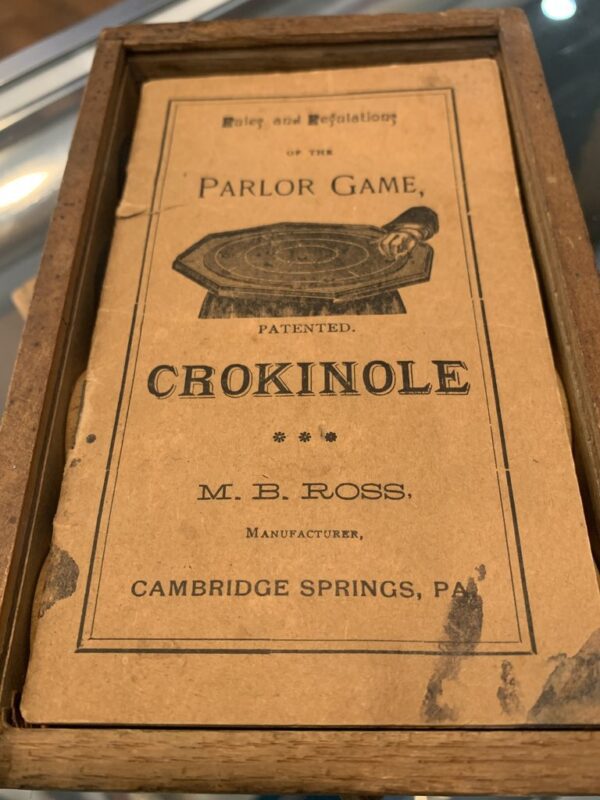 Rules and Regulations
OF THE
PARLOR GAME,
PATENTED.
CROKINOLE
* * *
M. B. ROSS,
MANUFACTURER,
CAMBRIDGE SPRINGS, PA.